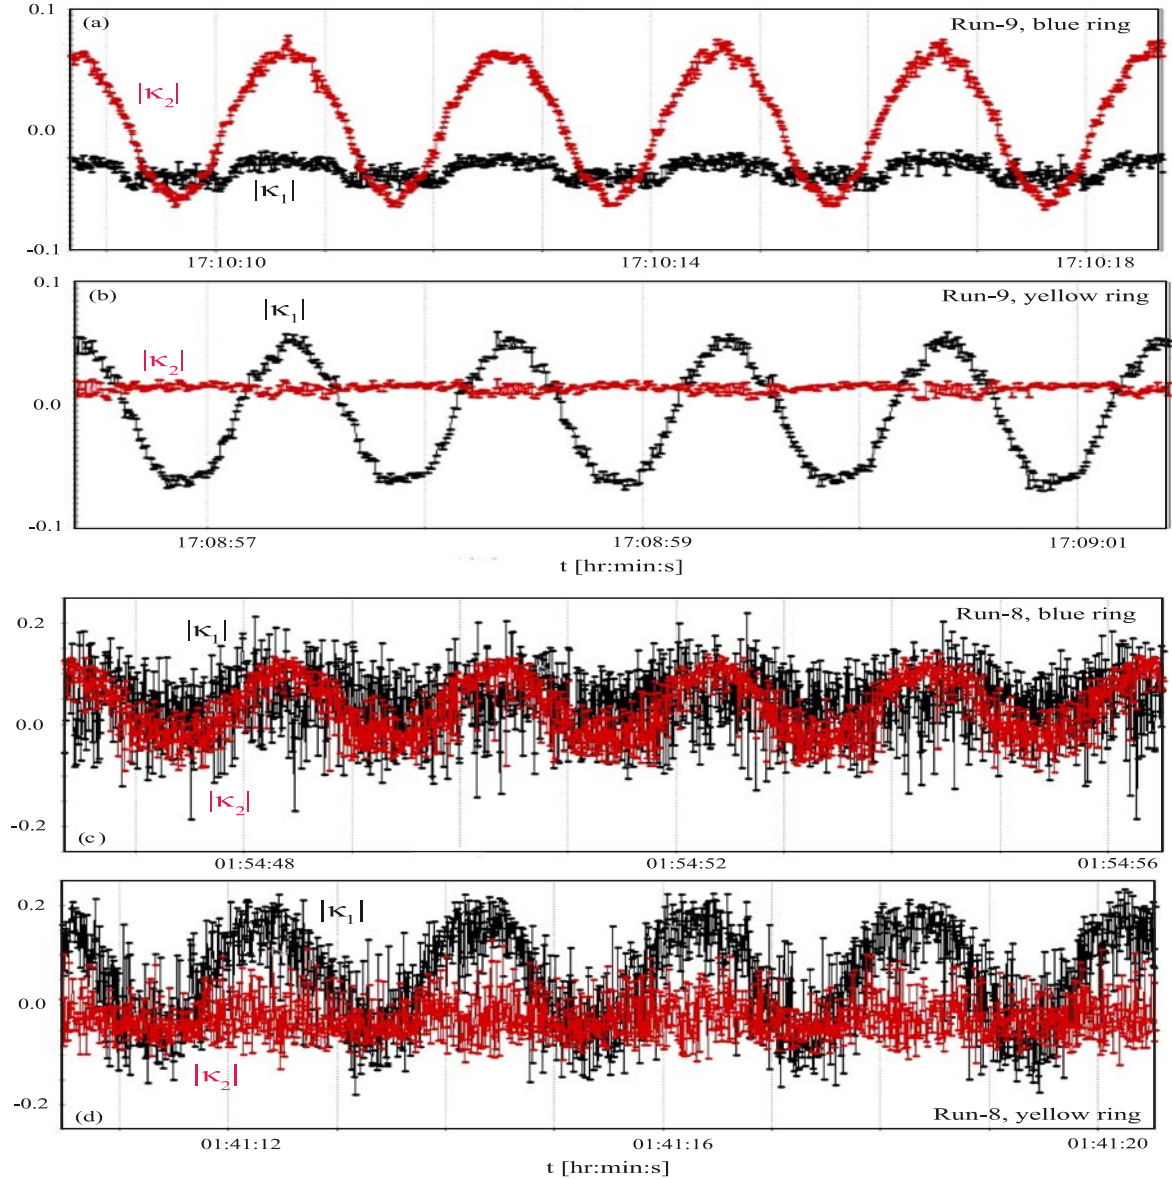 0.1
(a)
Run-9, blue ring
|κ2|
0.0
|κ1|
-0.1
17:10:10
17:10:14
17:10:18
0.1
(b)
Run-9, yellow ring
|κ1|
|κ2|
0.0
-0.1
17:08:57
17:08:59
17:09:01
t [hr:min:s]
Run-8, blue ring
0.2
|κ1|
0.0
|κ2|
-0.2
(c)
01:54:48
01:54:52
01:54:56
0.2
|κ1|
0.0
|κ2|
-0.2
(d)
Run-8, yellow ring
01:41:12
01:41:16
01:41:20
t [hr:min:s]